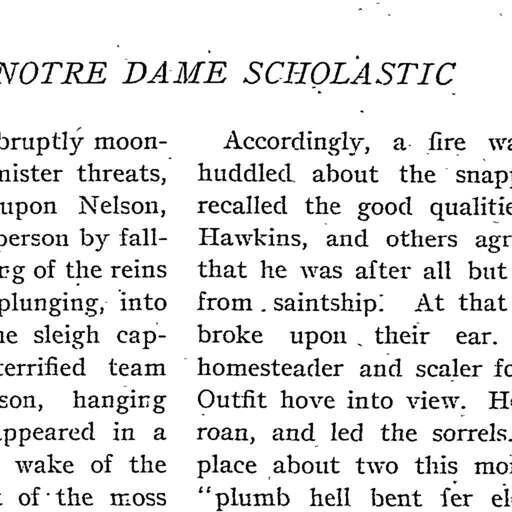 NOTRE DAME SCHOLASTIC
bruptly moon-
nister threats,
upon Nelson,
person by fall-
ng of the reins
plunging, into
ne sleigh cap-
terrified team
son, hanging
appeared in a
wake of the
of the moss
Accordingly, a fire wa
huddled about the snapp
recalled the good qualitie
Hawkins, and others agr
that he was after all but
from saintship. At that
broke upon their ear.
homesteader and scaler fo
Outfit hove into view. H
roan, and led the sorrels.
place about two this mo
"plumb hell bent fer el